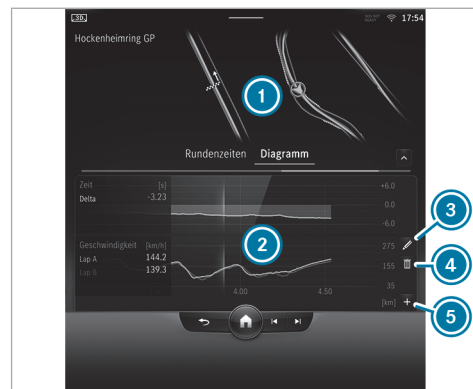 3D
17:54
Hockenheimring GP
1
Rundenzeiten Diagramm
Zeit [s]
Delta -3.23
+6.0
0.0
-6.0
Geschwindigkeit [km/h]
Lap A 144.2
Lap B 139.3
275
155
35
4.00 4.50 [km]
2
3
4
5